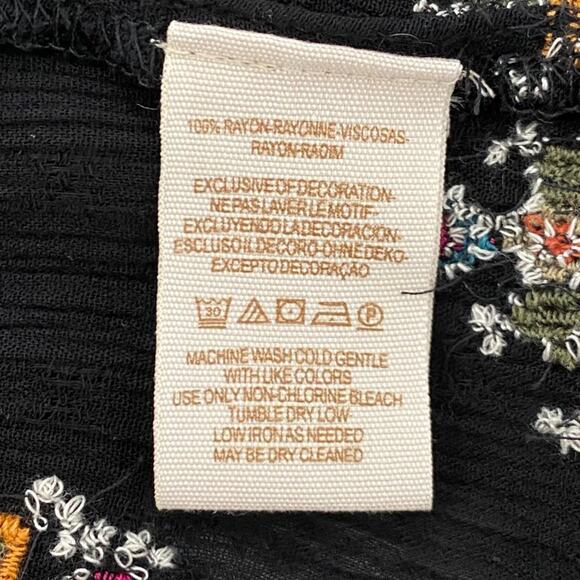 100% RAYON-RAYONNE-VISCOSAS-
RAYON-RAOIM
EXCLUSIVE OF DECORATION-
NE PAS LAVER LE MOTIF-
EXCLUYENDO LA DECORACION-
ESCLUSO IL DECORO-OHNE DEKO-
EXCEPTO DECORAÇAO
30 P
MACHINE WASH COLD GENTLE
WITH LIKE COLORS
USE ONLY NON-CHLORINE BLEACH
TUMBLE DRY LOW
LOW IRON AS NEEDED
MAY BE DRY CLEANED